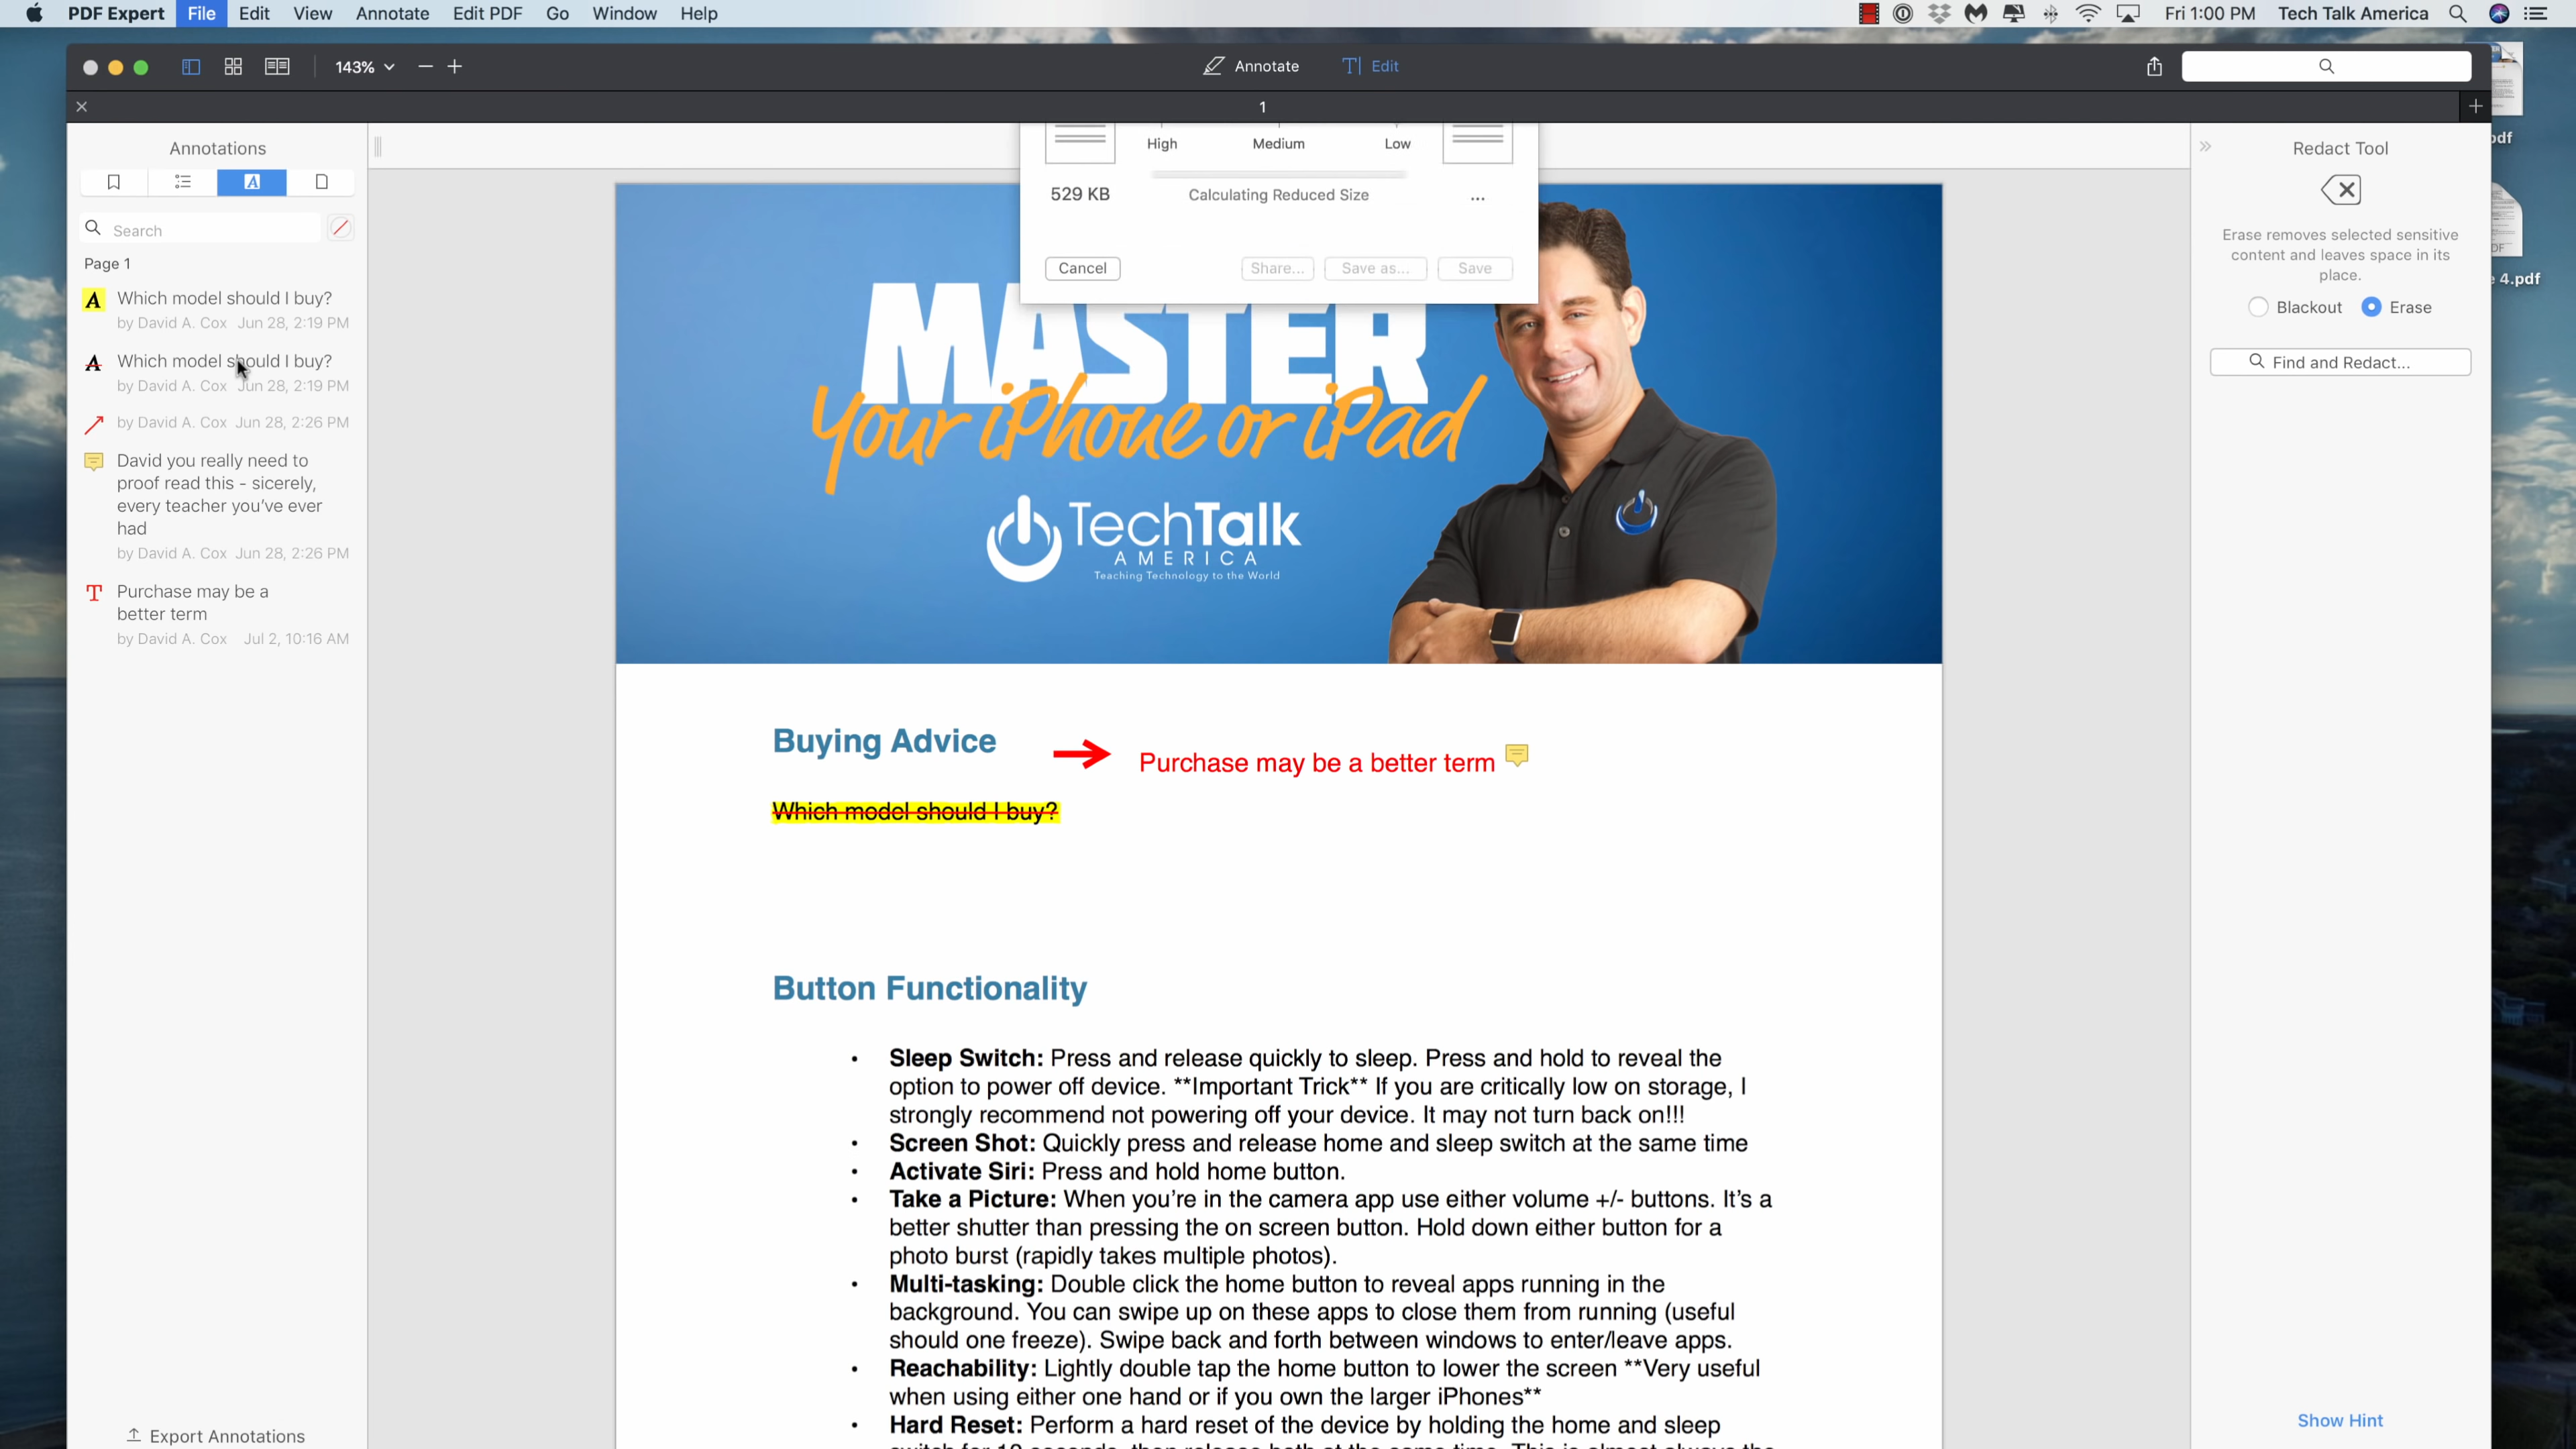 PDF Expert File Edit View Annotate Edit PDF Go Window Help Fri 1:00 PM Tech Talk America
143% Annotate Edit
1
Annotations
Search
Page 1
Which model should I buy?
by David A. Cox Jun 28, 2:19 PM
Which model should I buy?
by David A. Cox Jun 28, 2:19 PM
by David A. Cox Jun 28, 2:26 PM
David you really need to
proof read this - sicerely,
every teacher you've ever
had
by David A. Cox Jun 28, 2:26 PM
Purchase may be a
better term
by David A. Cox Jul 2, 10:16 AM
Export Annotations
High Medium Low
529 KB Calculating Reduced Size ...
Cancel Share... Save as... Save
MASTER
Your iPhone or iPad
TechTalk
AMERICA
Teaching Technology to the World
Buying Advice
Purchase may be a better term
Which model should I buy?
Button Functionality
• Sleep Switch: Press and release quickly to sleep. Press and hold to reveal the
option to power off device. **Important Trick** If you are critically low on storage, I
strongly recommend not powering off your device. It may not turn back on!!!
• Screen Shot: Quickly press and release home and sleep switch at the same time
• Activate Siri: Press and hold home button.
• Take a Picture: When you're in the camera app use either volume +/- buttons. It's a
better shutter than pressing the on screen button. Hold down either button for a
photo burst (rapidly takes multiple photos).
• Multi-tasking: Double click the home button to reveal apps running in the
background. You can swipe up on these apps to close them from running (useful
should one freeze). Swipe back and forth between windows to enter/leave apps.
• Reachability: Lightly double tap the home button to lower the screen **Very useful
when using either one hand or if you own the larger iPhones**
• Hard Reset: Perform a hard reset of the device by holding the home and sleep
Redact Tool
Erase removes selected sensitive
content and leaves space in its
place.
Blackout Erase
Find and Redact...
Show Hint
4.pdf